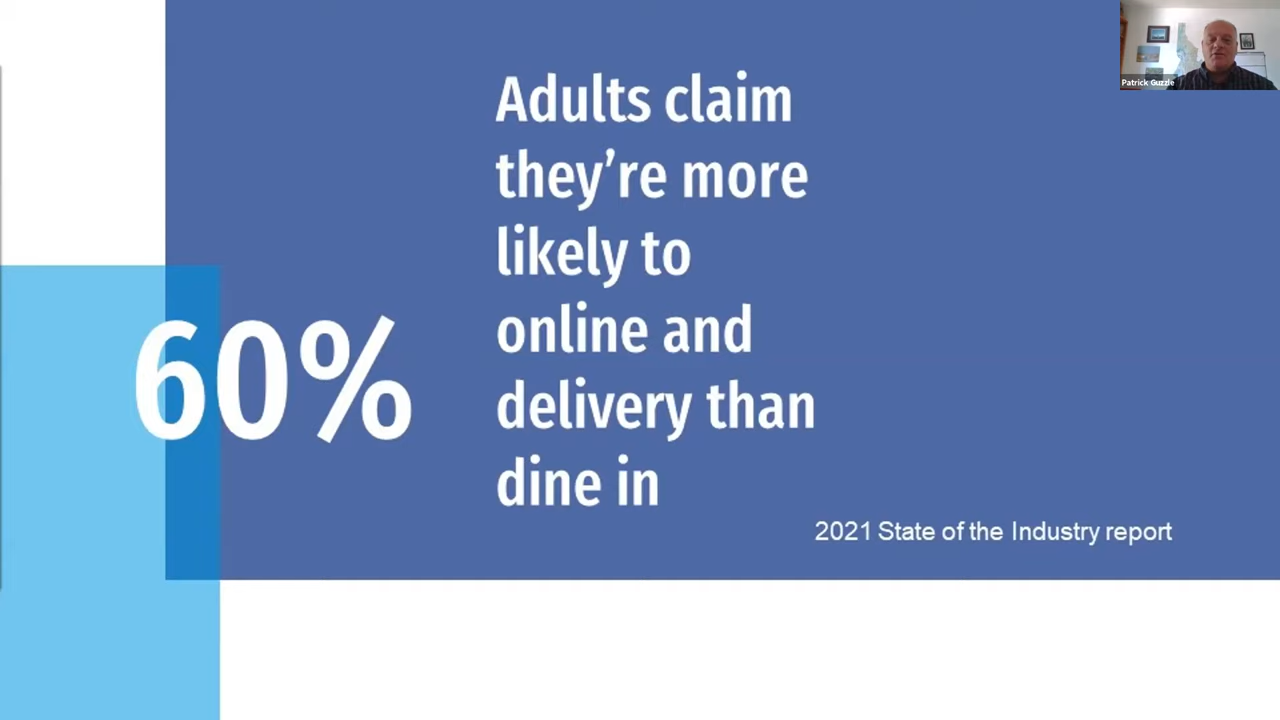 Patrick Guzzle
Adults claim
they're more
likely to
online and
delivery than
dine in
60%
2021 State of the Industry report